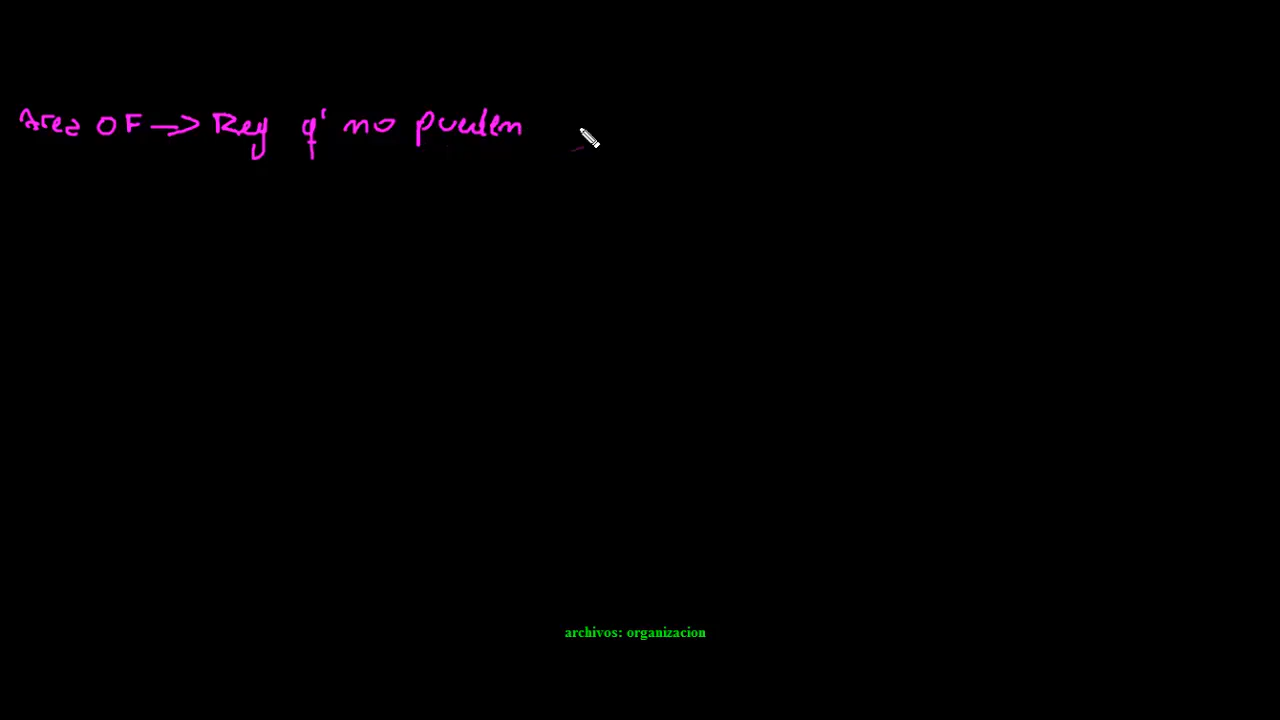 Area OF -> Reg q' no pueden
archivos: organizacion